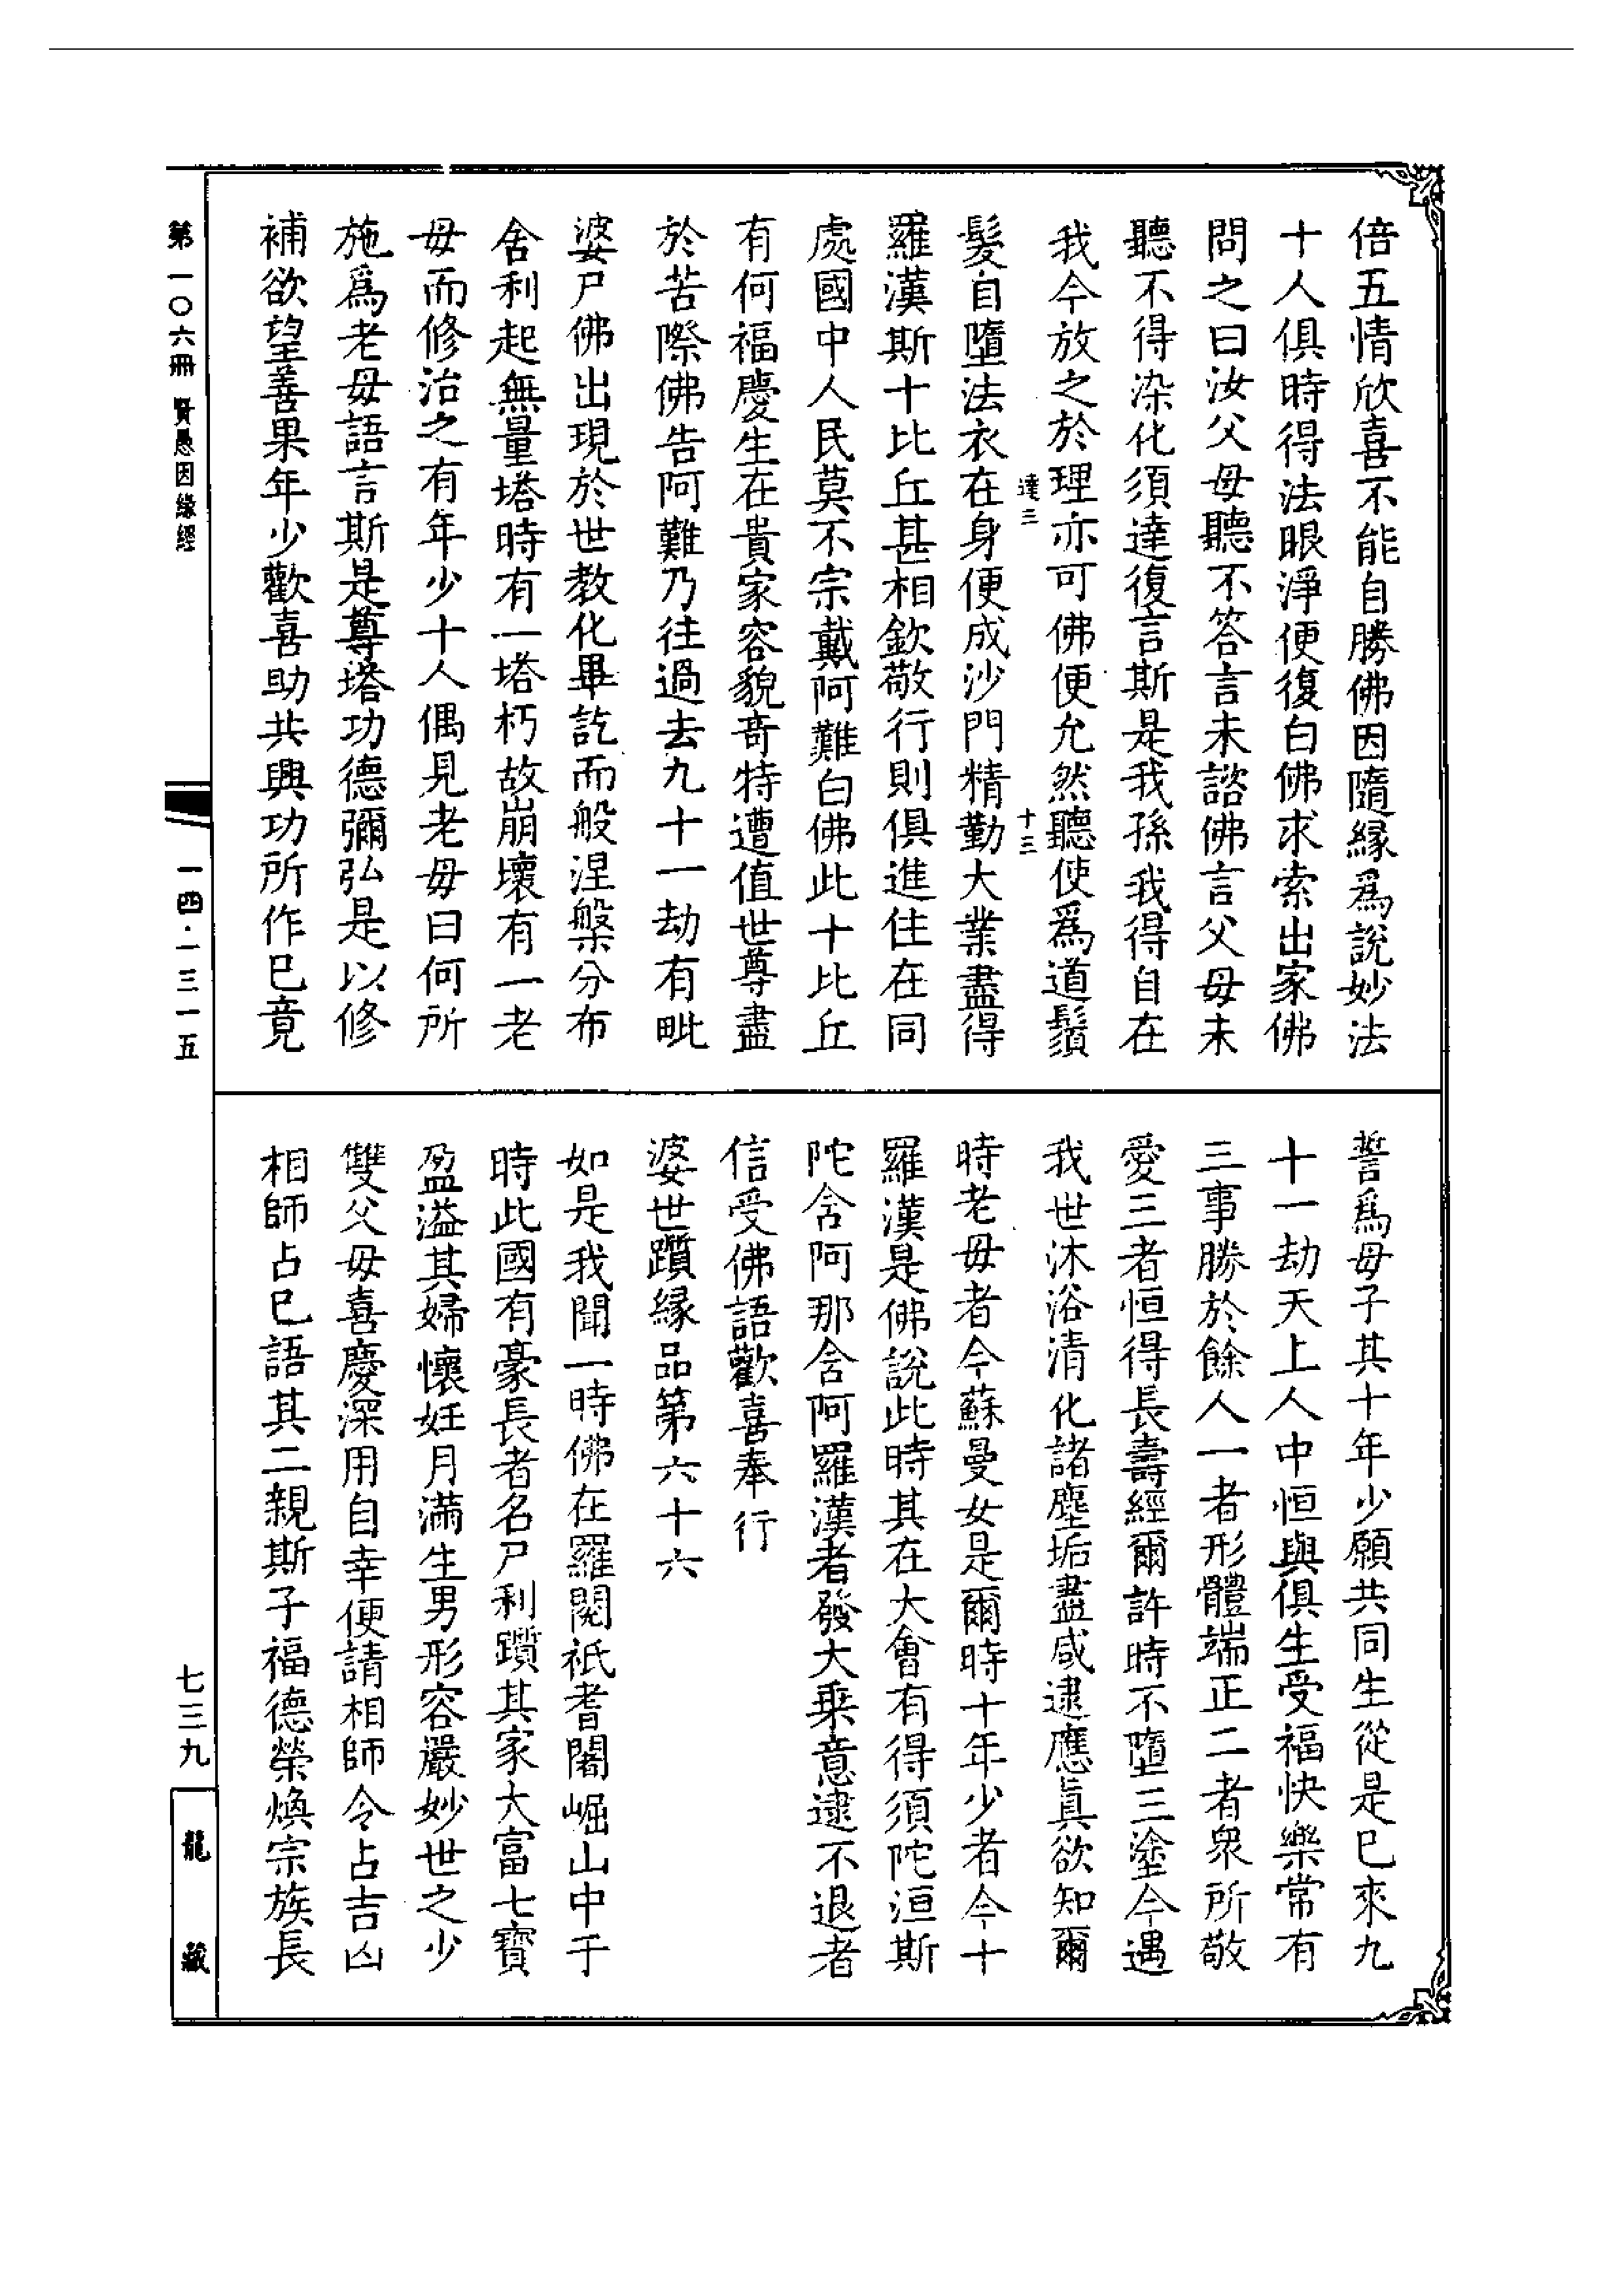 倍五情欣喜不能自勝佛因隨緣爲說妙法
十人俱時得法眼淨便復白佛求索出家佛
問之曰汝父母聽不答言未諮佛言父母未
聽不得染化須達復言斯是我孫我得自在
我今放之於理亦可佛便允然聽使爲道鬚
達三
十三
髮自墮法衣在身便成沙門精勤大業盡得
羅漢斯十比丘甚相欽敬行則俱進住在同
處國中人民莫不宗戴阿難白佛此十比丘
有何福慶生在貴家容貌奇特遭值世尊盡
於苦際佛告阿難乃往過去九十一劫有毗
婆尸佛出現於世教化畢訖而般涅槃分布
舍利起無量塔時有一塔朽故崩壞有一老
母而修治之有年少十人偶見老母曰何所
施爲老母語言斯是尊塔功德彌弘是以修
補欲望善果年少歡喜助共興功所作已竟
誓爲母子其十年少願共同生從是已來九
十一劫天上人中恒與俱生受福快樂常有
三事勝於餘人一者形體端正二者衆所敬
愛三者恒得長壽經爾許時不墮三塗今遇
我世沐浴清化諸塵垢盡咸逮應真欲知爾
時老母者今蘇曼女是爾時十年少者今十
羅漢是佛說此時其在大會有得須陀洹斯
陀含阿那含阿羅漢者發大乘意逮不退者
信受佛語歡喜奉行
婆世躓緣品第六十六
如是我聞一時佛在羅閱祇耆闍崛山中于
時此國有豪長者名尸利躓其家大富七寶
盈溢其婦懷妊月滿生男形容嚴妙世之少
雙父母喜慶深用自幸便請相師令占吉凶
相師占已語其二親斯子福德榮煥宗族長
第一〇六冊 賢愚因緣經
一四·一三一五
七三九
龍藏